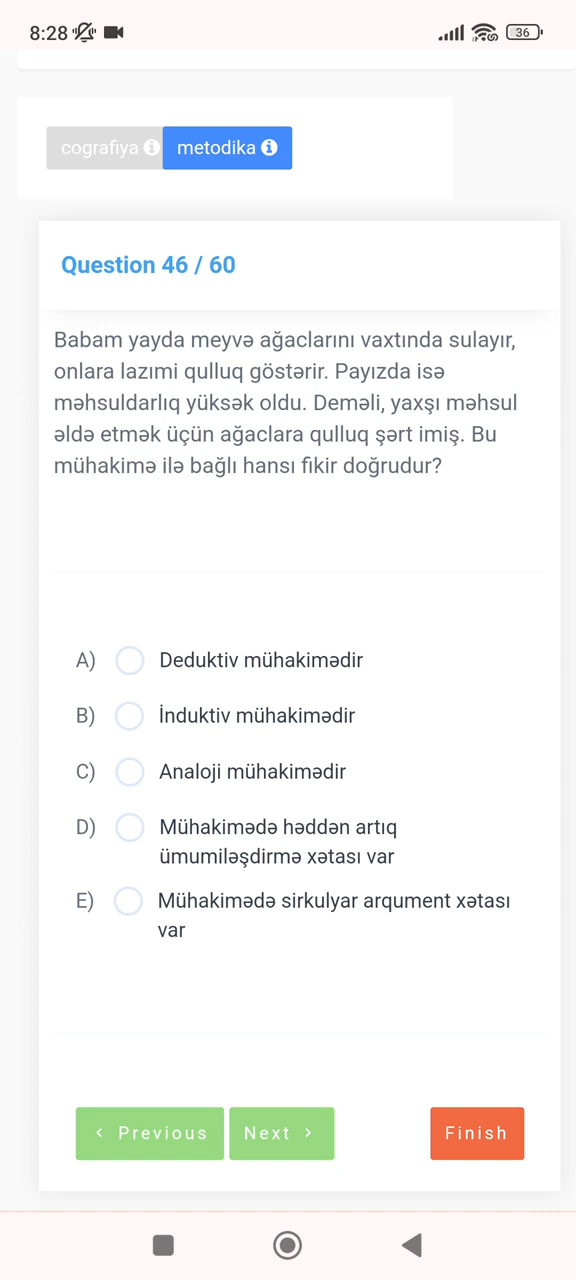 8:28
36
cografiya
metodika
Question 46 / 60
Babam yayda meyvə ağaclarını vaxtında sulayır,
onlara lazımi qulluq göstərir. Payızda isə
məhsuldarlıq yüksək oldu. Deməli, yaxşı məhsul
əldə etmək üçün ağaclara qulluq şərt imiş. Bu
mühakimə ilə bağlı hansı fikir doğrudur?
A) Deduktiv mühakimədir
B) İnduktiv mühakimədir
C) Analoji mühakimədir
D) Mühakimədə həddən artıq
ümumiləşdirmə xətası var
E) Mühakimədə sirkulyar arqument xətası
var
< Previous Next > Finish